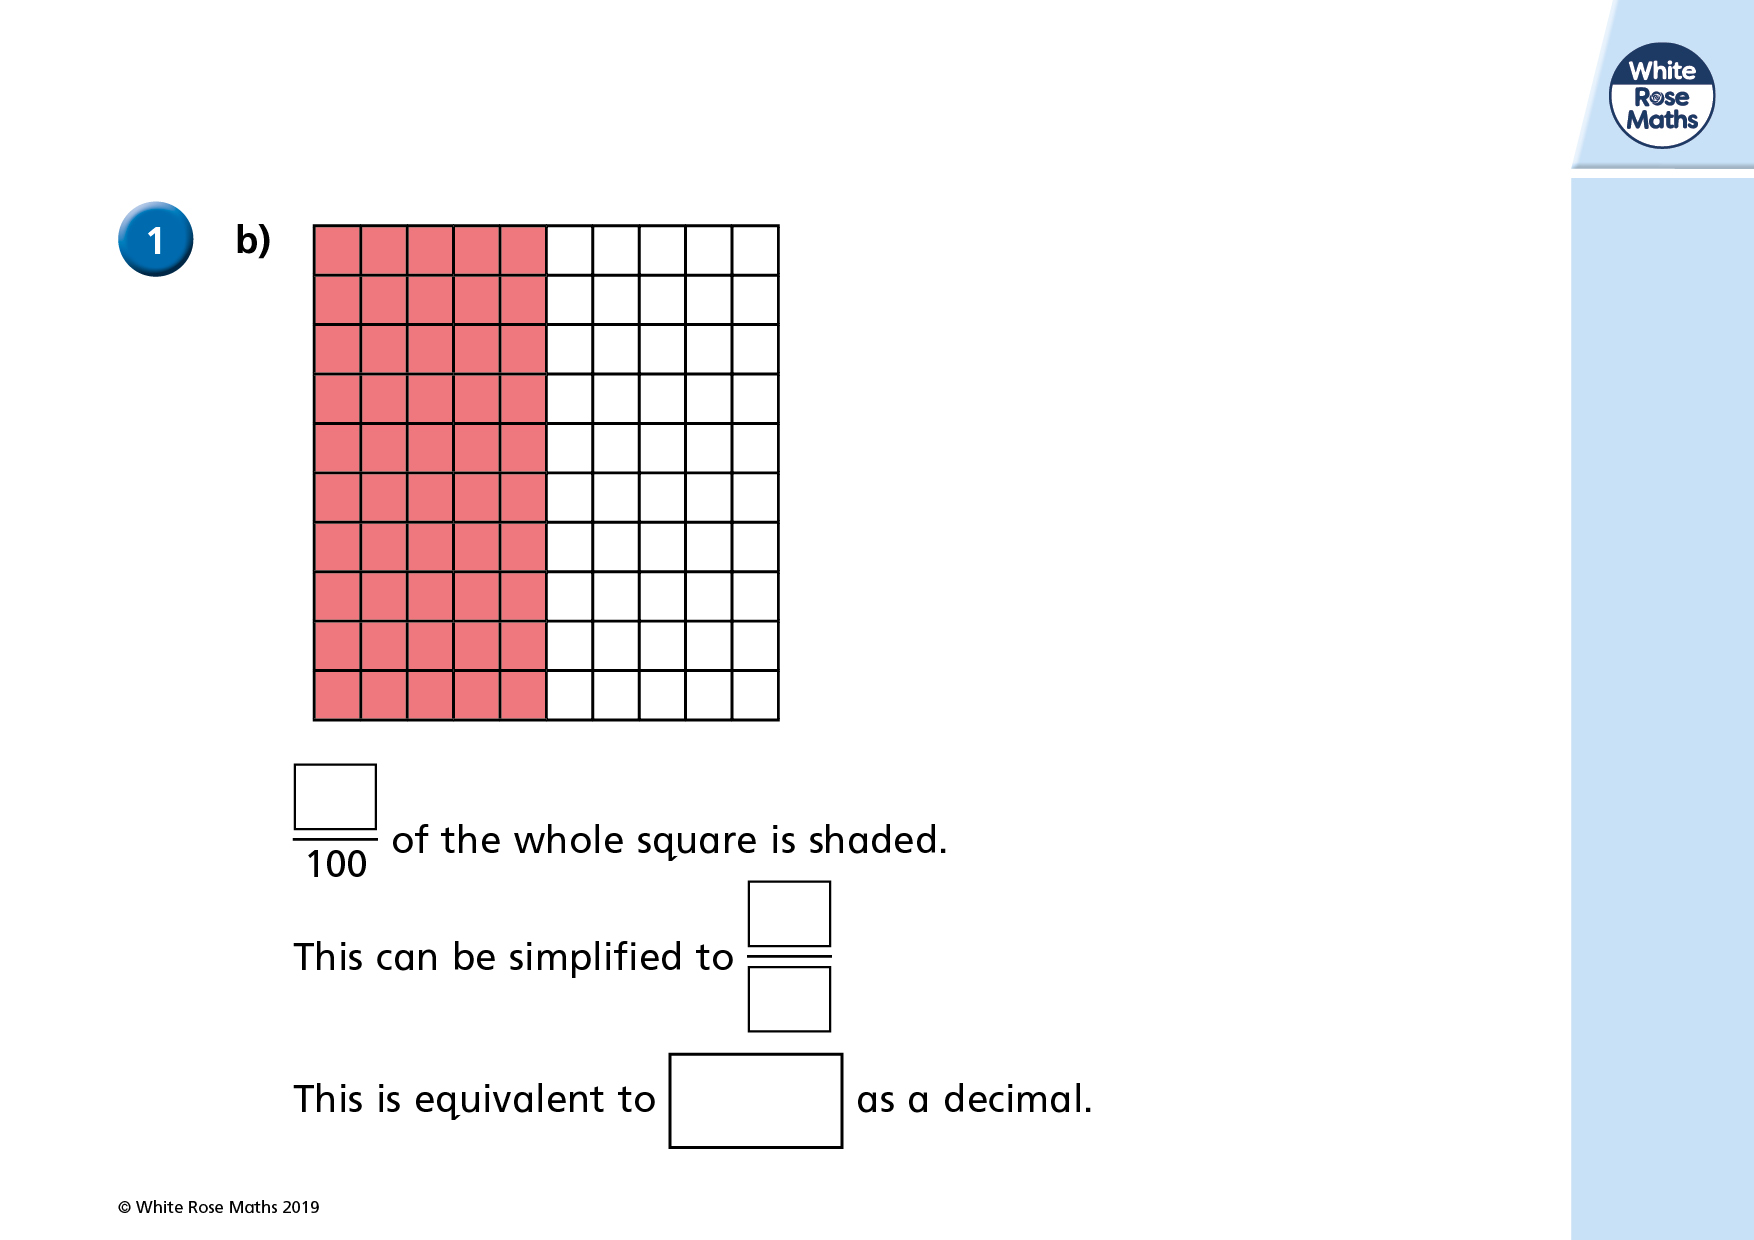 White
Rose
Maths
1 b)
100
of the whole square is shaded.
This can be simplified to
This is equivalent to as a decimal.
© White Rose Maths 2019